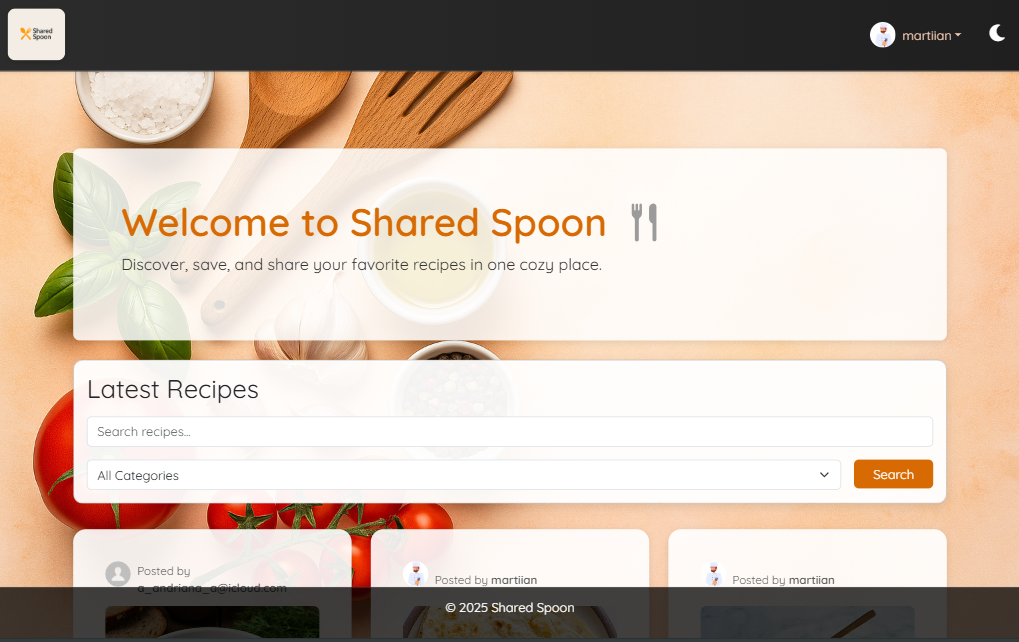 Shared
Spoon
martiian
Welcome to Shared Spoon
Discover, save, and share your favorite recipes in one cozy place.
Latest Recipes
Search recipes...
All Categories
Search
Posted by
a_andriana_a@icloud.com
Posted by martiian
Posted by martiian
© 2025 Shared Spoon